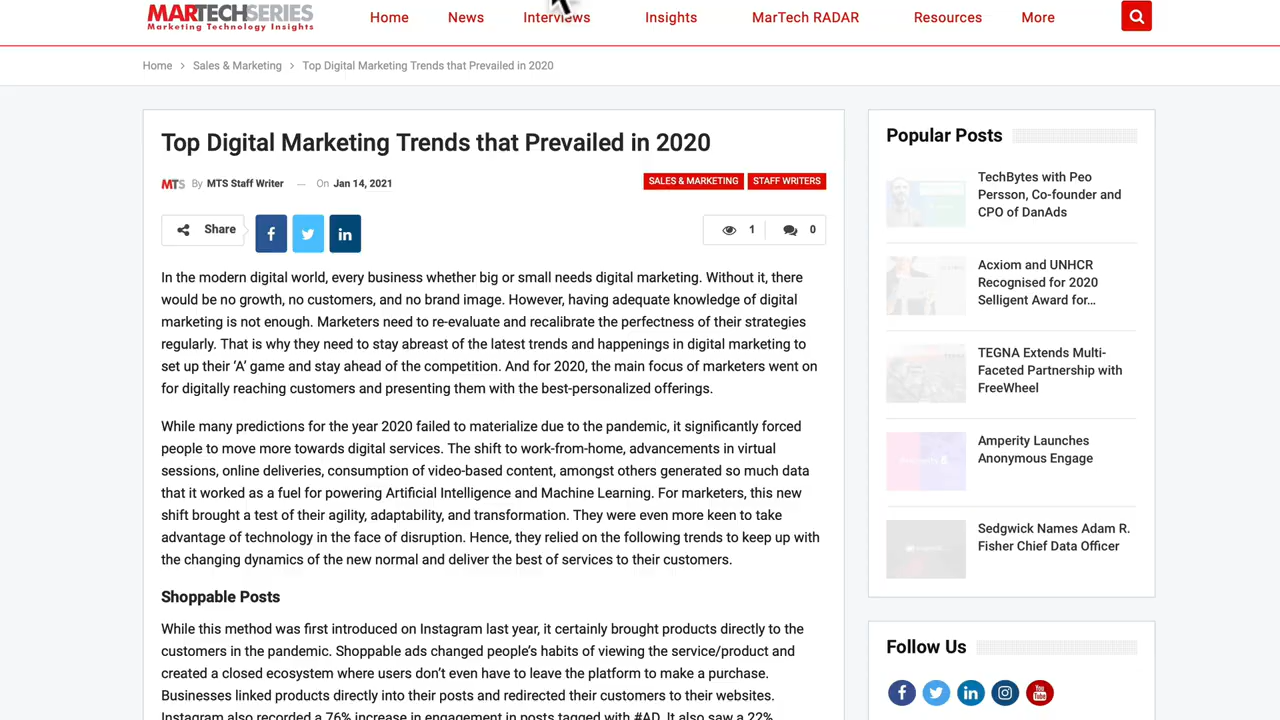 MARTECHSERIES
Marketing Technology Insights
Home News Interviews Insights MarTech RADAR Resources More
Home > Sales & Marketing > Top Digital Marketing Trends that Prevailed in 2020
Top Digital Marketing Trends that Prevailed in 2020
MTS By MTS Staff Writer — On Jan 14, 2021
SALES & MARKETING STAFF WRITERS
Share
1 0
In the modern digital world, every business whether big or small needs digital marketing. Without it, there
would be no growth, no customers, and no brand image. However, having adequate knowledge of digital
marketing is not enough. Marketers need to re-evaluate and recalibrate the perfectness of their strategies
regularly. That is why they need to stay abreast of the latest trends and happenings in digital marketing to
set up their ‘A’ game and stay ahead of the competition. And for 2020, the main focus of marketers went on
for digitally reaching customers and presenting them with the best-personalized offerings.
While many predictions for the year 2020 failed to materialize due to the pandemic, it significantly forced
people to move more towards digital services. The shift to work-from-home, advancements in virtual
sessions, online deliveries, consumption of video-based content, amongst others generated so much data
that it worked as a fuel for powering Artificial Intelligence and Machine Learning. For marketers, this new
shift brought a test of their agility, adaptability, and transformation. They were even more keen to take
advantage of technology in the face of disruption. Hence, they relied on the following trends to keep up with
the changing dynamics of the new normal and deliver the best of services to their customers.
Shoppable Posts
While this method was first introduced on Instagram last year, it certainly brought products directly to the
customers in the pandemic. Shoppable ads changed people’s habits of viewing the service/product and
created a closed ecosystem where users don’t even have to leave the platform to make a purchase.
Businesses linked products directly into their posts and redirected their customers to their websites.
Instagram also recorded a 76% increase in engagement in posts tagged with #AD. It also saw a 22%
Popular Posts
TechBytes with Peo
Persson, Co-founder and
CPO of DanAds
Acxiom and UNHCR
Recognised for 2020
Selligent Award for…
TEGNA Extends Multi-
Faceted Partnership with
FreeWheel
Amperity Launches
Anonymous Engage
Sedgwick Names Adam R.
Fisher Chief Data Officer
Follow Us